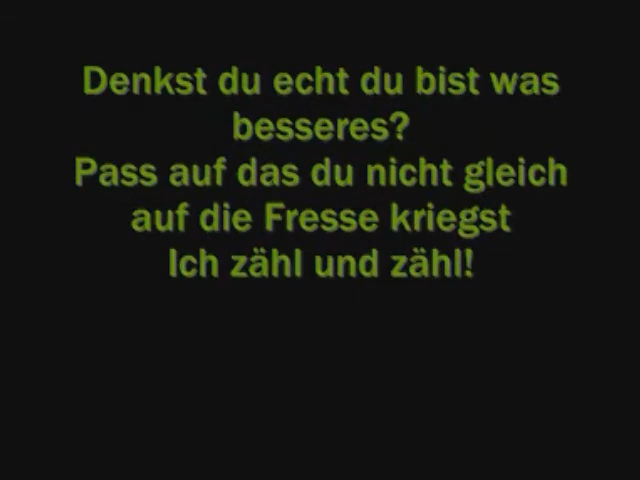 Denkst du echt du bist was
besseres?
Pass auf das du nicht gleich
auf die Fresse kriegst
Ich zähl und zähl!